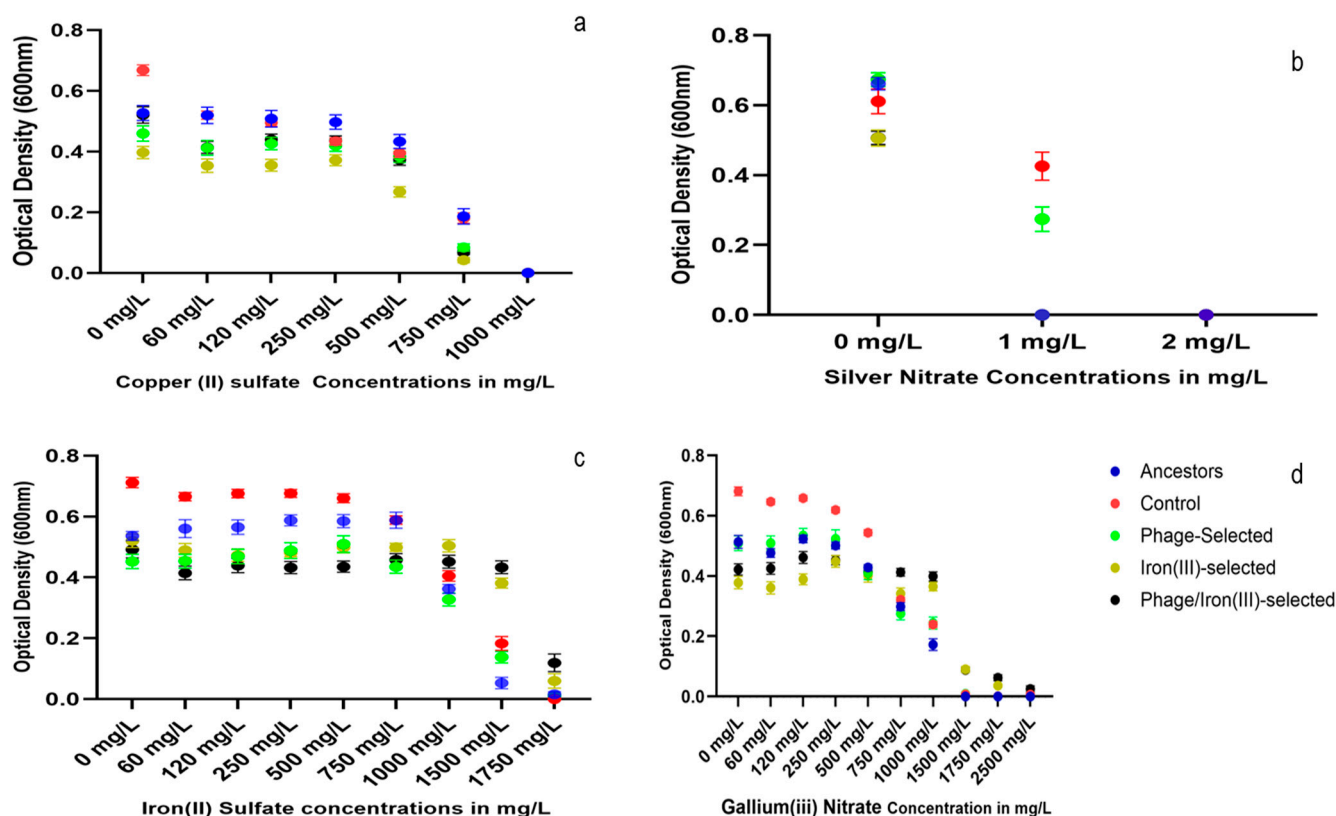 a
Optical Density (600nm)
0.8
0.6
0.4
0.2
0.0
0 mg/L
60 mg/L
120 mg/L
250 mg/L
500 mg/L
750 mg/L
1000 mg/L
Copper (II) sulfate Concentrations in mg/L
b
Optical Density (600nm)
0.8
0.6
0.4
0.2
0.0
0 mg/L
1 mg/L
2 mg/L
Silver Nitrate Concentrations in mg/L
c
Optical Density (600nm)
0.8
0.6
0.4
0.2
0.0
0 mg/L
60 mg/L
120 mg/L
250 mg/L
500 mg/L
750 mg/L
1000 mg/L
1500 mg/L
1750 mg/L
Iron(II) Sulfate concentrations in mg/L
d
Optical Density (600nm)
0.8
0.6
0.4
0.2
0.0
0 mg/L
60 mg/L
120 mg/L
250 mg/L
500 mg/L
750 mg/L
1000 mg/L
1500 mg/L
1750 mg/L
2500 mg/L
Gallium(iii) Nitrate Concentration in mg/L
Ancestors
Control
Phage-Selected
Iron(III)-selected
Phage/Iron(III)-selected